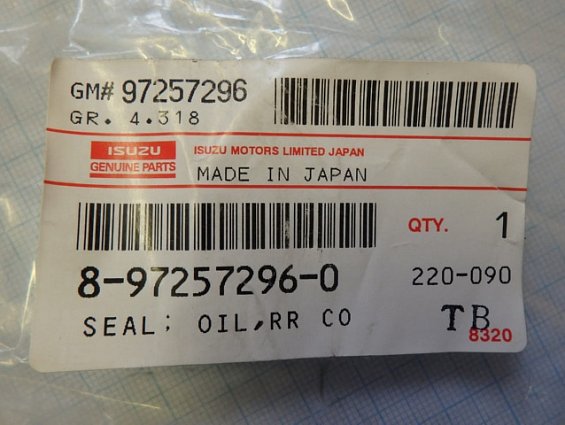 GM# 97257296
GR. 4.318
ISUZU
GENUINE PARTS
ISUZU MOTORS LIMITED JAPAN
MADE IN JAPAN
QTY. 1
8-97257296-0
220-090
SEAL; OIL,RR CO
TB
8320